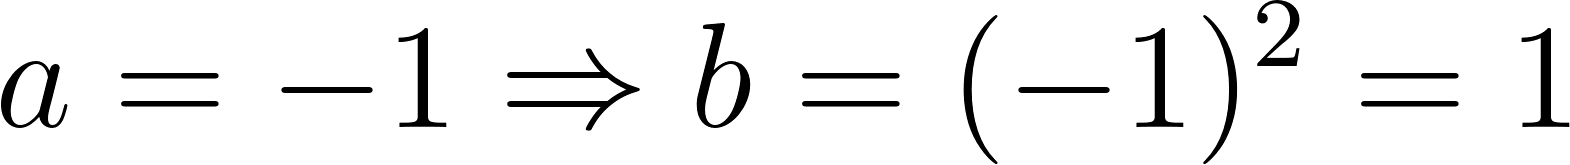 a = −1 ⇒ b = (−1)² = 1